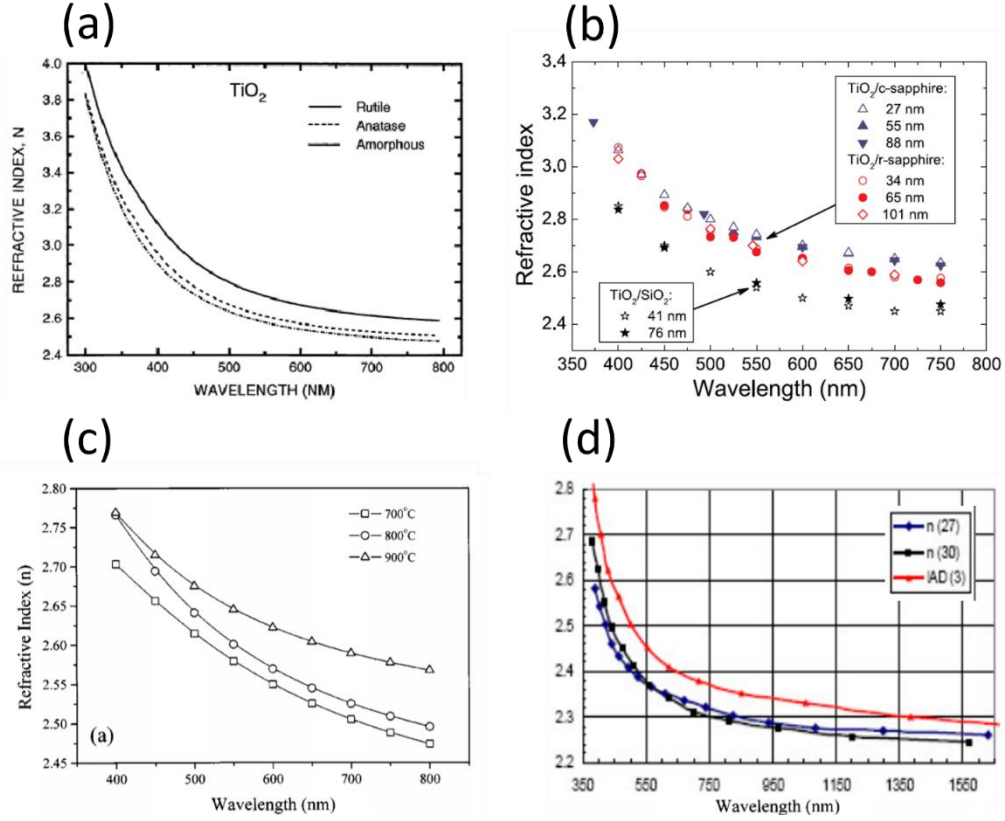 (a)
4.0
3.8
3.6
3.4
3.2
3.0
2.8
2.6
2.4
REFRACTIVE INDEX, N
TiO2
Rutile
Anatase
Amorphous
300 400 500 600 700 800
WAVELENGTH (NM)
(b)
3.4
3.2
3.0
2.8
2.6
2.4
Refractive index
TiO2/c-sapphire:
27 nm
55 nm
88 nm
TiO2/r-sapphire:
34 nm
65 nm
101 nm
TiO2/SiO2:
41 nm
76 nm
350 400 450 500 550 600 650 700 750 800
Wavelength (nm)
(c)
2.80
2.75
2.70
2.65
2.60
2.55
2.50
2.45
Refractive Index (n)
700°C
800°C
900°C
(a)
400 450 500 550 600 650 700 750 800
Wavelength (nm)
(d)
2.8
2.7
2.6
2.5
2.4
2.3
2.2
n (27)
n (30)
IAD (3)
350 550 750 950 1150 1350 1550
Wavelength (nm)